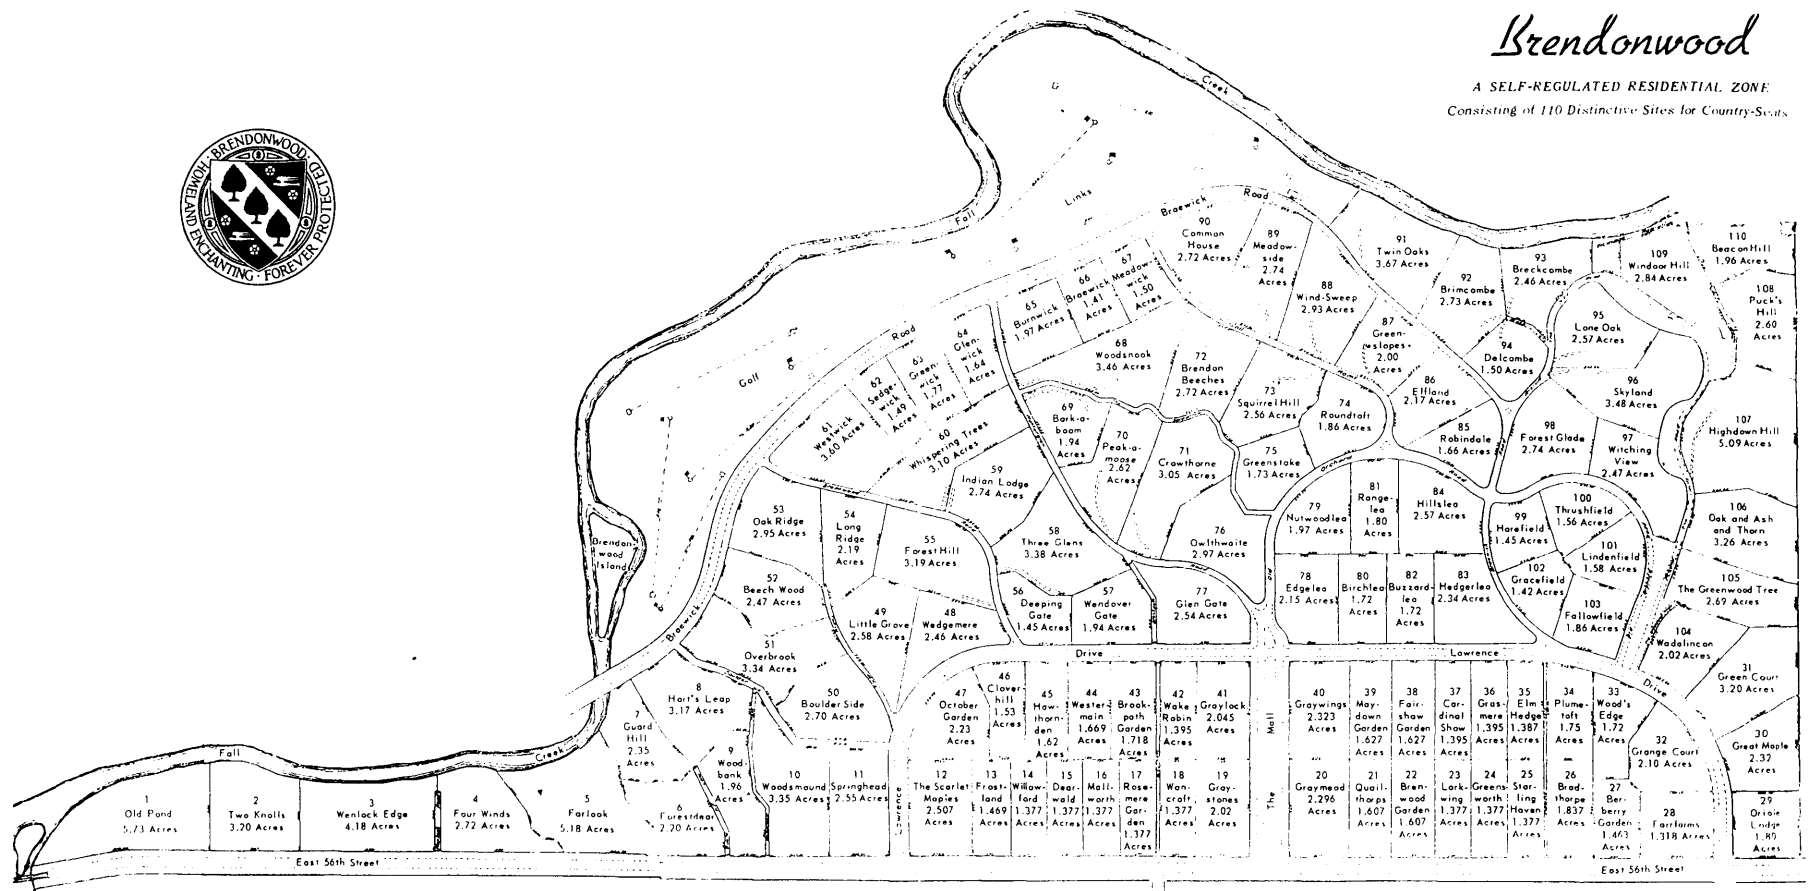 Brendonwood
A SELF-REGULATED RESIDENTIAL ZONE
Consisting of 110 Distinctive Sites for Country-Seats
BRENDONWOOD · HOMELAND ENCHANTING · FOREVER PROTECTED
Creek
Fall
Links
Golf
Braewick
Road
Road
Braewick
Brendon-
wood
Island
Creek
Fall
Drive
Lawrence
Drive
Lawrence
The Mall
Orchard
East 56th Street
East 56th Street
1
Old Pond
5.73 Acres
2
Two Knolls
3.20 Acres
3
Wenlock Edge
4.18 Acres
4
Four Winds
2.72 Acres
5
Farlook
5.18 Acres
6
Forestdear
2.20 Acres
7
Guard
Hill
2.35
Acres
8
Hart's Leap
3.17 Acres
9
Wood-
bank
1.96
Acres
10
Woodsmound
3.35 Acres
11
Springhead
2.55 Acres
12
The Scarlet
Maples
2.507
Acres
13
Frost-
land
1.469
Acres
14
Willow-
ford
1.377
Acres
15
Dear-
wald
1.377
Acres
16
Mall-
worth
1.377
Acres
17
Rose-
mere
Gar-
den
1.377
Acres
18
Wan-
craft
1.377
Acres
19
Gray-
stones
2.02
Acres
20
Graymead
2.296
Acres
21
Quail-
thorpe
1.607
Acres
22
Bren-
wood
Garden
1.607
Acres
23
Lark-
wing
1.377
Acres
24
Greens-
worth
1.377
Acres
25
Star-
ling
Haven
1.377
Acres
26
Brad-
thorpe
1.837
Acres
27
Ber-
berry
Garden
1.463
Acres
28
Fairfarms
1.318 Acres
29
Oriole
Lodge
1.89
Acres
30
Great Maple
2.32
Acres
31
Green Court
3.20 Acres
32
Grange Court
2.10 Acres
33
Wood's
Edge
1.72
Acres
34
Plume-
toft
1.75
Acres
35
Elm
Hedge
1.387
Acres
36
Gras-
mere
1.395
Acres
37
Car-
dinal
Shaw
1.395
Acres
38
Fair-
shaw
Garden
1.627
Acres
39
May-
down
Garden
1.627
Acres
40
Graywings
2.323
Acres
41
Graylock
2.045
Acres
42
Wake
Robin
1.395
Acres
43
Brook-
path
Garden
1.718
Acres
44
Wester-
main
1.669
Acres
45
Haw-
thorn-
den
1.62
Acres
46
Clover-
hill
1.53
Acres
47
October
Garden
2.23
Acres
48
Wedgemere
2.46 Acres
49
Little Grove
2.58 Acres
50
Boulder Side
2.70 Acres
51
Overbrook
3.34 Acres
52
Beech Wood
2.47 Acres
53
Oak Ridge
2.95 Acres
54
Long
Ridge
2.19
Acres
55
Forest Hill
3.19 Acres
56
Deeping
Gate
1.45 Acres
57
Wendover
Gate
1.94 Acres
58
Three Glens
3.38 Acres
59
Indian Lodge
2.74 Acres
60
Whispering Trees
3.10 Acres
61
Westwick
3.60 Acres
62
Sedge-
wick
1.49
Acres
63
Green-
wick
1.77
Acres
64
Glen-
wick
1.64
Acres
65
Burnwick
1.97 Acres
66
Braewick
1.41
Acres
67
Meadow-
wick
1.50
Acres
68
Woodsnook
3.46 Acres
69
Bark-a-
boom
1.94
Acres
70
Peak-a-
moose
2.62
Acres
71
Crowthorne
3.05 Acres
72
Brendon
Beeches
2.72 Acres
73
Squirrel Hill
2.56 Acres
74
Roundtoft
1.86 Acres
75
Greenstoke
1.73 Acres
76
Owlthwaite
2.97 Acres
77
Glen Gate
2.54 Acres
78
Edgelea
2.15 Acres
79
Nutwoodlea
1.97 Acres
80
Birchlea
1.72
Acres
81
Range-
lea
1.80
Acres
82
Buzzard-
lea
1.72
Acres
83
Hedgerlea
2.34 Acres
84
Hillslea
2.57 Acres
85
Robindale
1.66 Acres
86
Elfland
2.17 Acres
87
Green-
slopes
2.00
Acres
88
Wind-Sweep
2.93 Acres
89
Meadow-
side
2.74
Acres
90
Common
House
2.72 Acres
91
Twin Oaks
3.67 Acres
92
Brimcombe
2.73 Acres
93
Breckcombe
2.46 Acres
94
Delcombe
1.50 Acres
95
Lone Oak
2.57 Acres
96
Skyland
3.48 Acres
97
Witching
View
2.47 Acres
98
Forest Glade
2.74 Acres
99
Harefield
1.45 Acres
100
Thrushfield
1.56 Acres
101
Lindenfield
1.58 Acres
102
Gracefield
1.42 Acres
103
Fallowfield
1.86 Acres
104
Wadalincon
2.02 Acres
105
The Greenwood Tree
2.69 Acres
106
Oak and Ash
and Thorn
3.26 Acres
107
Highdown Hill
5.09 Acres
108
Puck's
Hill
2.60
Acres
109
Windoor Hill
2.84 Acres
110
Beacon Hill
1.96 Acres